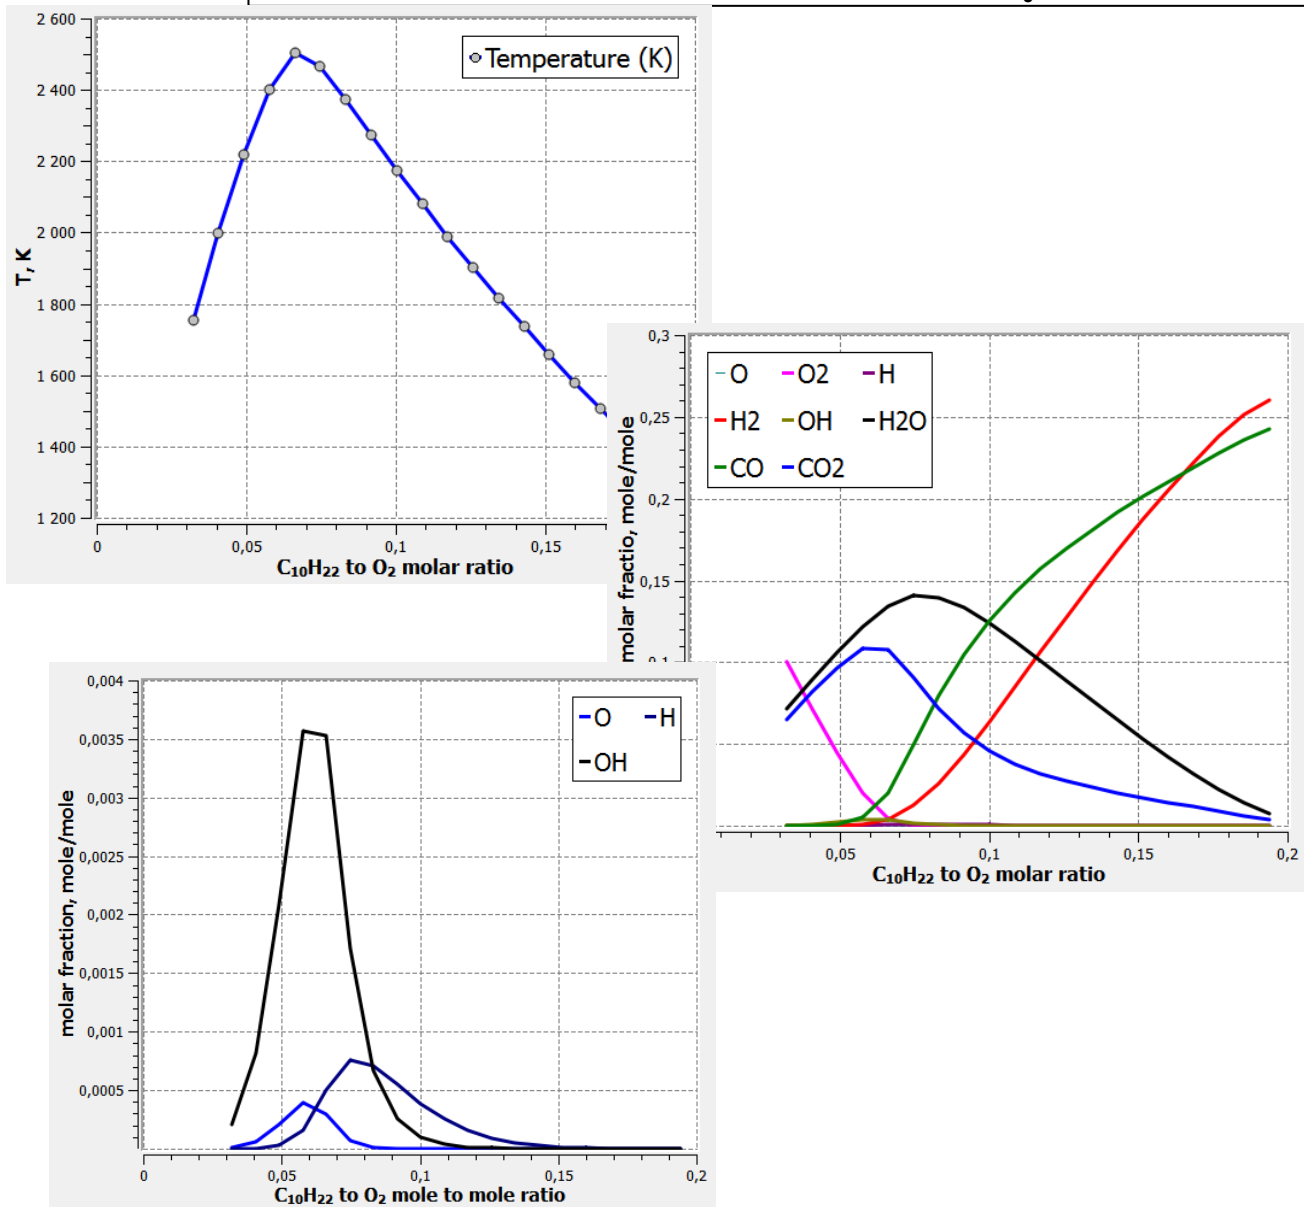 2 600
2 400
2 200
2 000
1 800
1 600
1 400
1 200
T, K
Temperature (K)
0 0,05 0,1 0,15
C₁₀H₂₂ to O₂ molar ratio
0,3
0,25
0,2
0,15
0,1
molar fractio, mole/mole
O O2 H
H2 OH H2O
CO CO2
0,05 0,1 0,15 0,2
C₁₀H₂₂ to O₂ molar ratio
0,004
0,0035
0,003
0,0025
0,002
0,0015
0,001
0,0005
molar fraction, mole/mole
O H
OH
0 0,05 0,1 0,15 0,2
C₁₀H₂₂ to O₂ mole to mole ratio